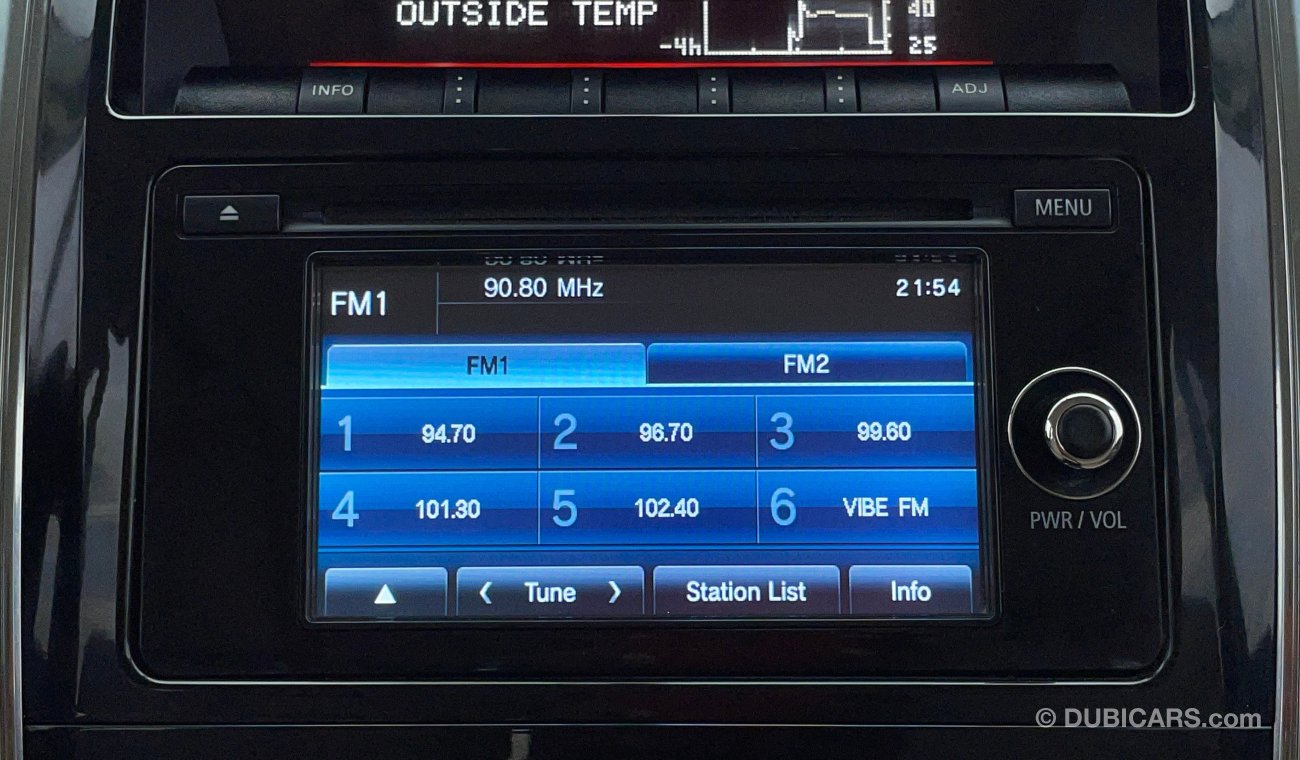 OUTSIDE TEMP
40
-4h
25
INFO
ADJ
MENU
FM1
90.80 MHz
21:54
FM1
FM2
1 94.70
2 96.70
3 99.60
4 101.30
5 102.40
6 VIBE FM
PWR / VOL
▲
< Tune >
Station List
Info
© DUBICARS.com